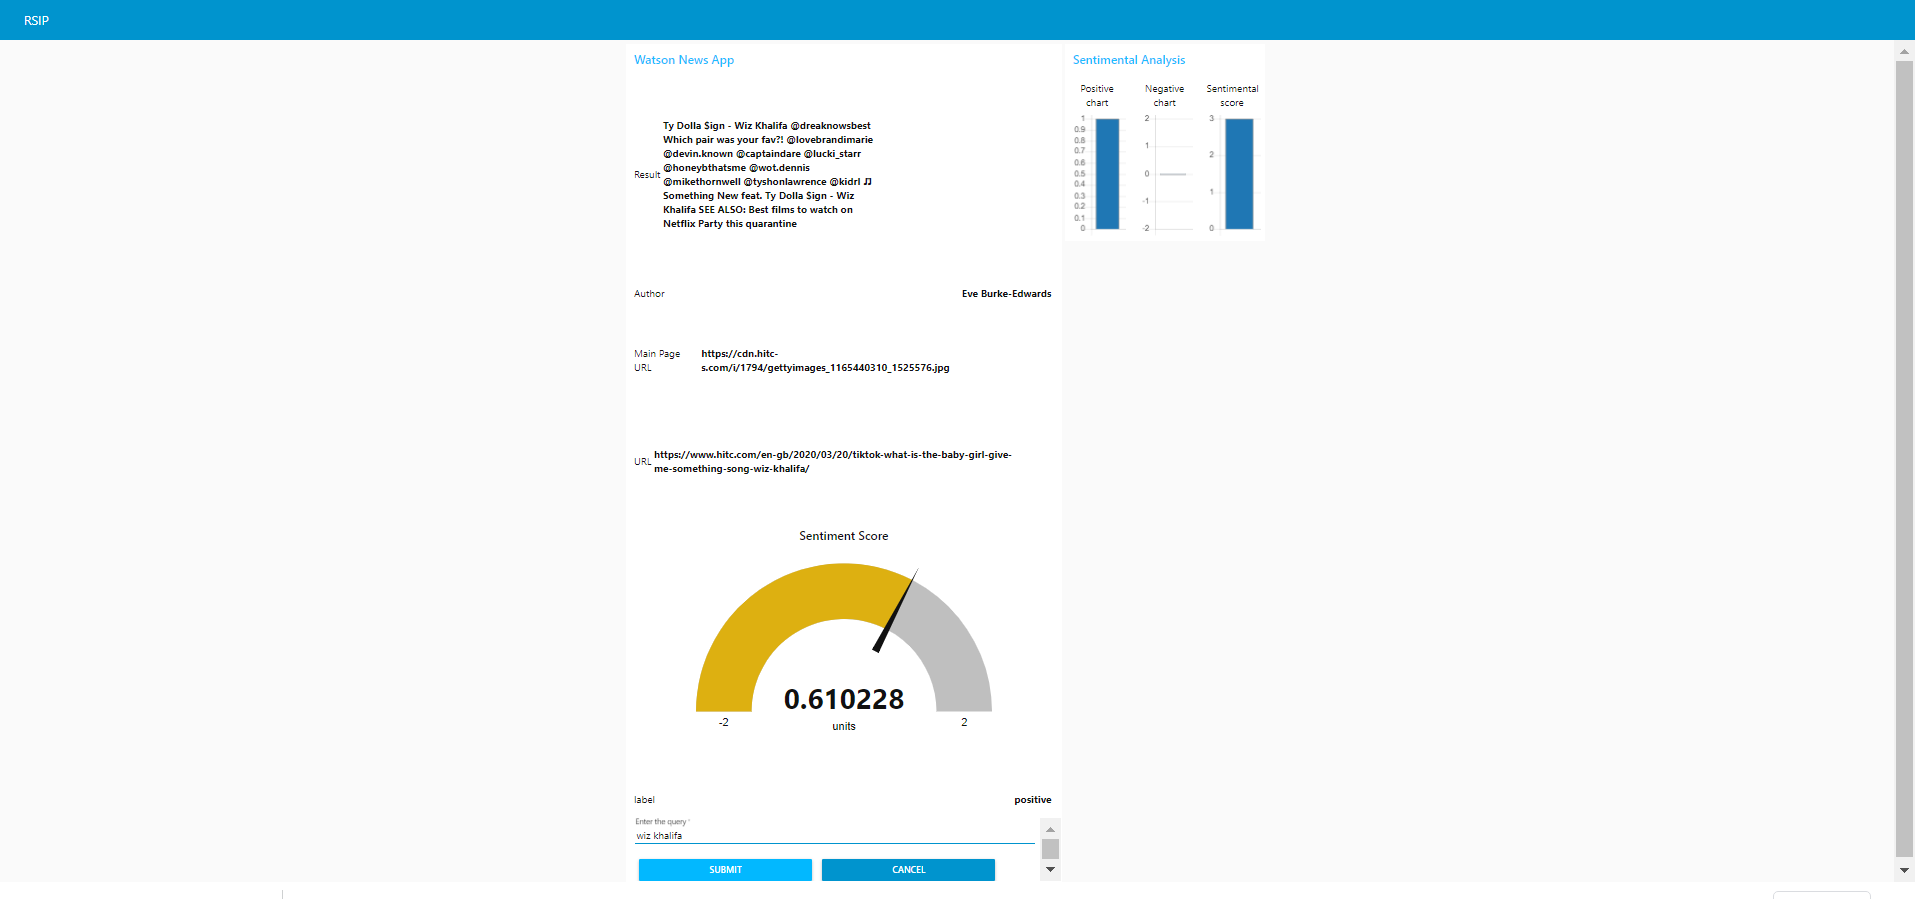 RSIP
Watson News App
Result
Ty Dolla $ign - Wiz Khalifa @dreaknowsbest
Which pair was your fav?! @lovebrandimarie
@devin.known @captaindare @lucki_starr
@honeybthatsme @wot.dennis
@mikethornwell @tyshonlawrence @kidrl ♫
Something New feat. Ty Dolla $ign - Wiz
Khalifa SEE ALSO: Best films to watch on
Netflix Party this quarantine
Author
Eve Burke-Edwards
Main Page
URL
https://cdn.hitc-
s.com/i/1794/gettyimages_1165440310_1525576.jpg
URL
https://www.hitc.com/en-gb/2020/03/20/tiktok-what-is-the-baby-girl-give-
me-something-song-wiz-khalifa/
Sentiment Score
0.610228
-2
units
2
label
positive
Enter the query *
wiz khalifa
SUBMIT
CANCEL
Sentimental Analysis
Positive
chart
1
0.9
0.8
0.7
0.6
0.5
0.4
0.3
0.2
0.1
0
Negative
chart
2
1
0
-1
-2
Sentimental
score
3
2
1
0